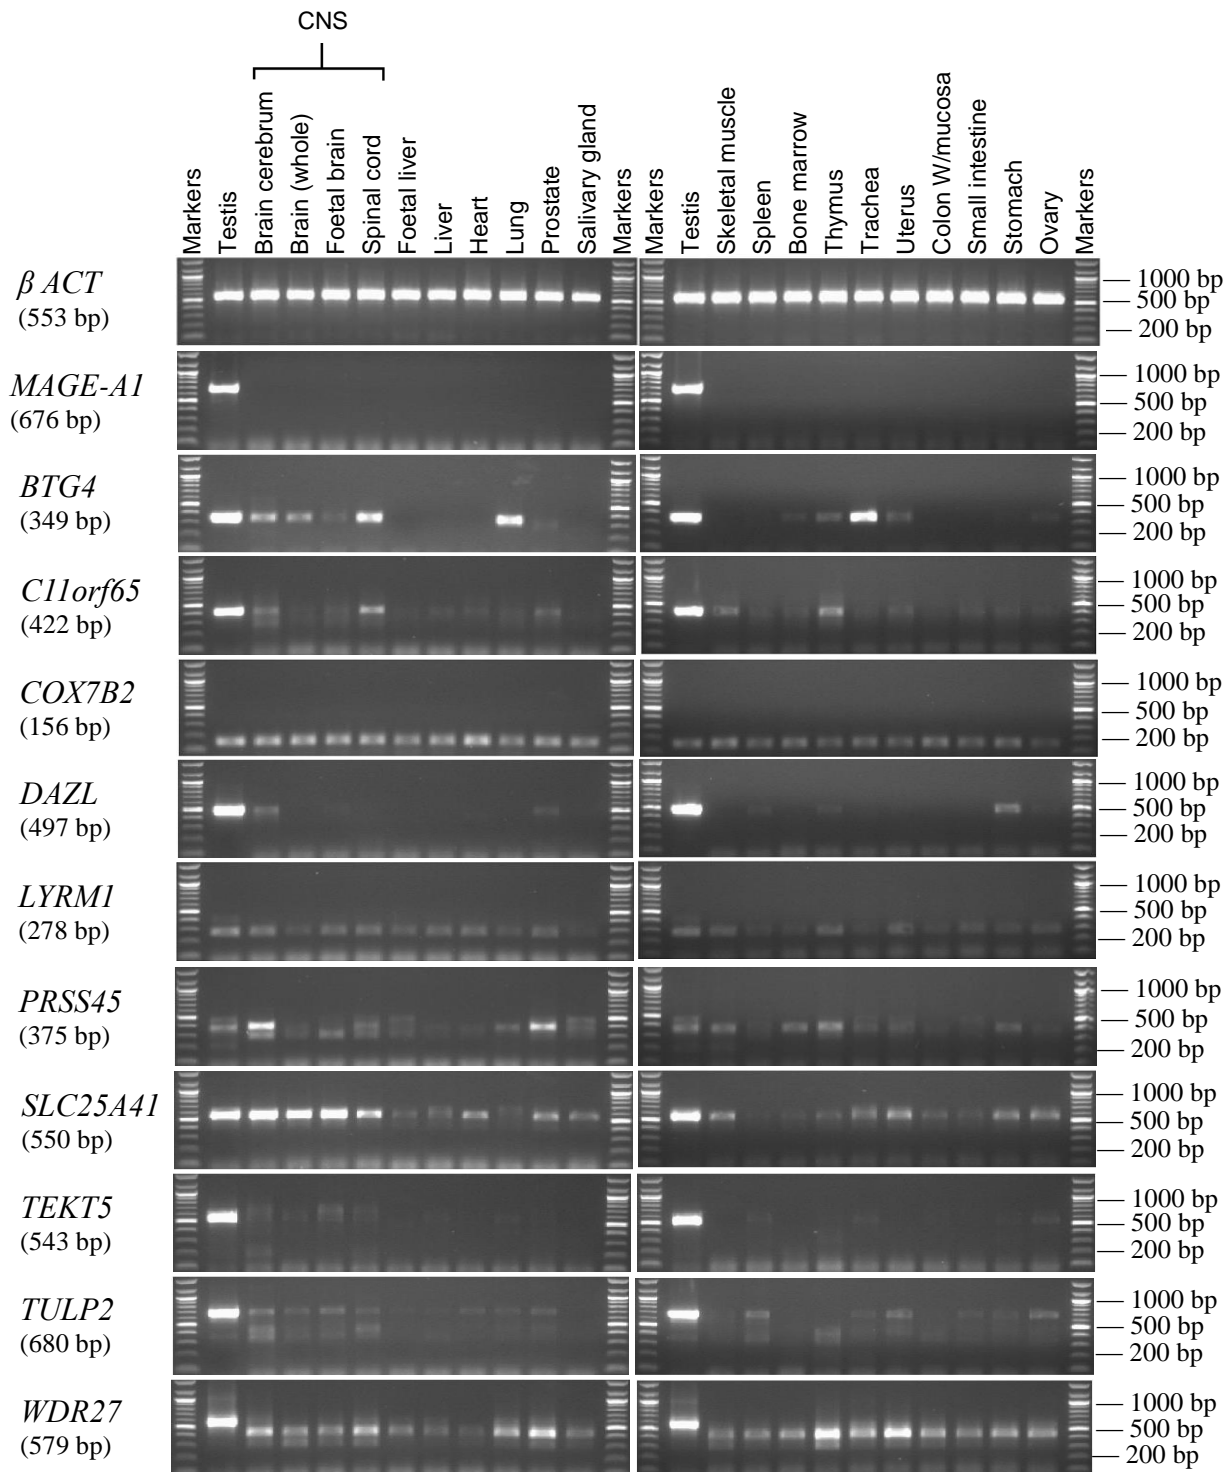 CNS
Markers
Testis
Brain cerebrum
Brain (whole)
Foetal brain
Spinal cord
Foetal liver
Liver
Heart
Lung
Prostate
Salivary gland
Markers
Markers
Testis
Skeletal muscle
Spleen
Bone marrow
Thymus
Trachea
Uterus
Colon W/mucosa
Small intestine
Stomach
Ovary
Markers
β ACT
(553 bp)
1000 bp
500 bp
200 bp
MAGE-A1
(676 bp)
1000 bp
500 bp
200 bp
BTG4
(349 bp)
1000 bp
500 bp
200 bp
C11orf65
(422 bp)
1000 bp
500 bp
200 bp
COX7B2
(156 bp)
1000 bp
500 bp
200 bp
DAZL
(497 bp)
1000 bp
500 bp
200 bp
LYRM1
(278 bp)
1000 bp
500 bp
200 bp
PRSS45
(375 bp)
1000 bp
500 bp
200 bp
SLC25A41
(550 bp)
1000 bp
500 bp
200 bp
TEKT5
(543 bp)
1000 bp
500 bp
200 bp
TULP2
(680 bp)
1000 bp
500 bp
200 bp
WDR27
(579 bp)
1000 bp
500 bp
200 bp